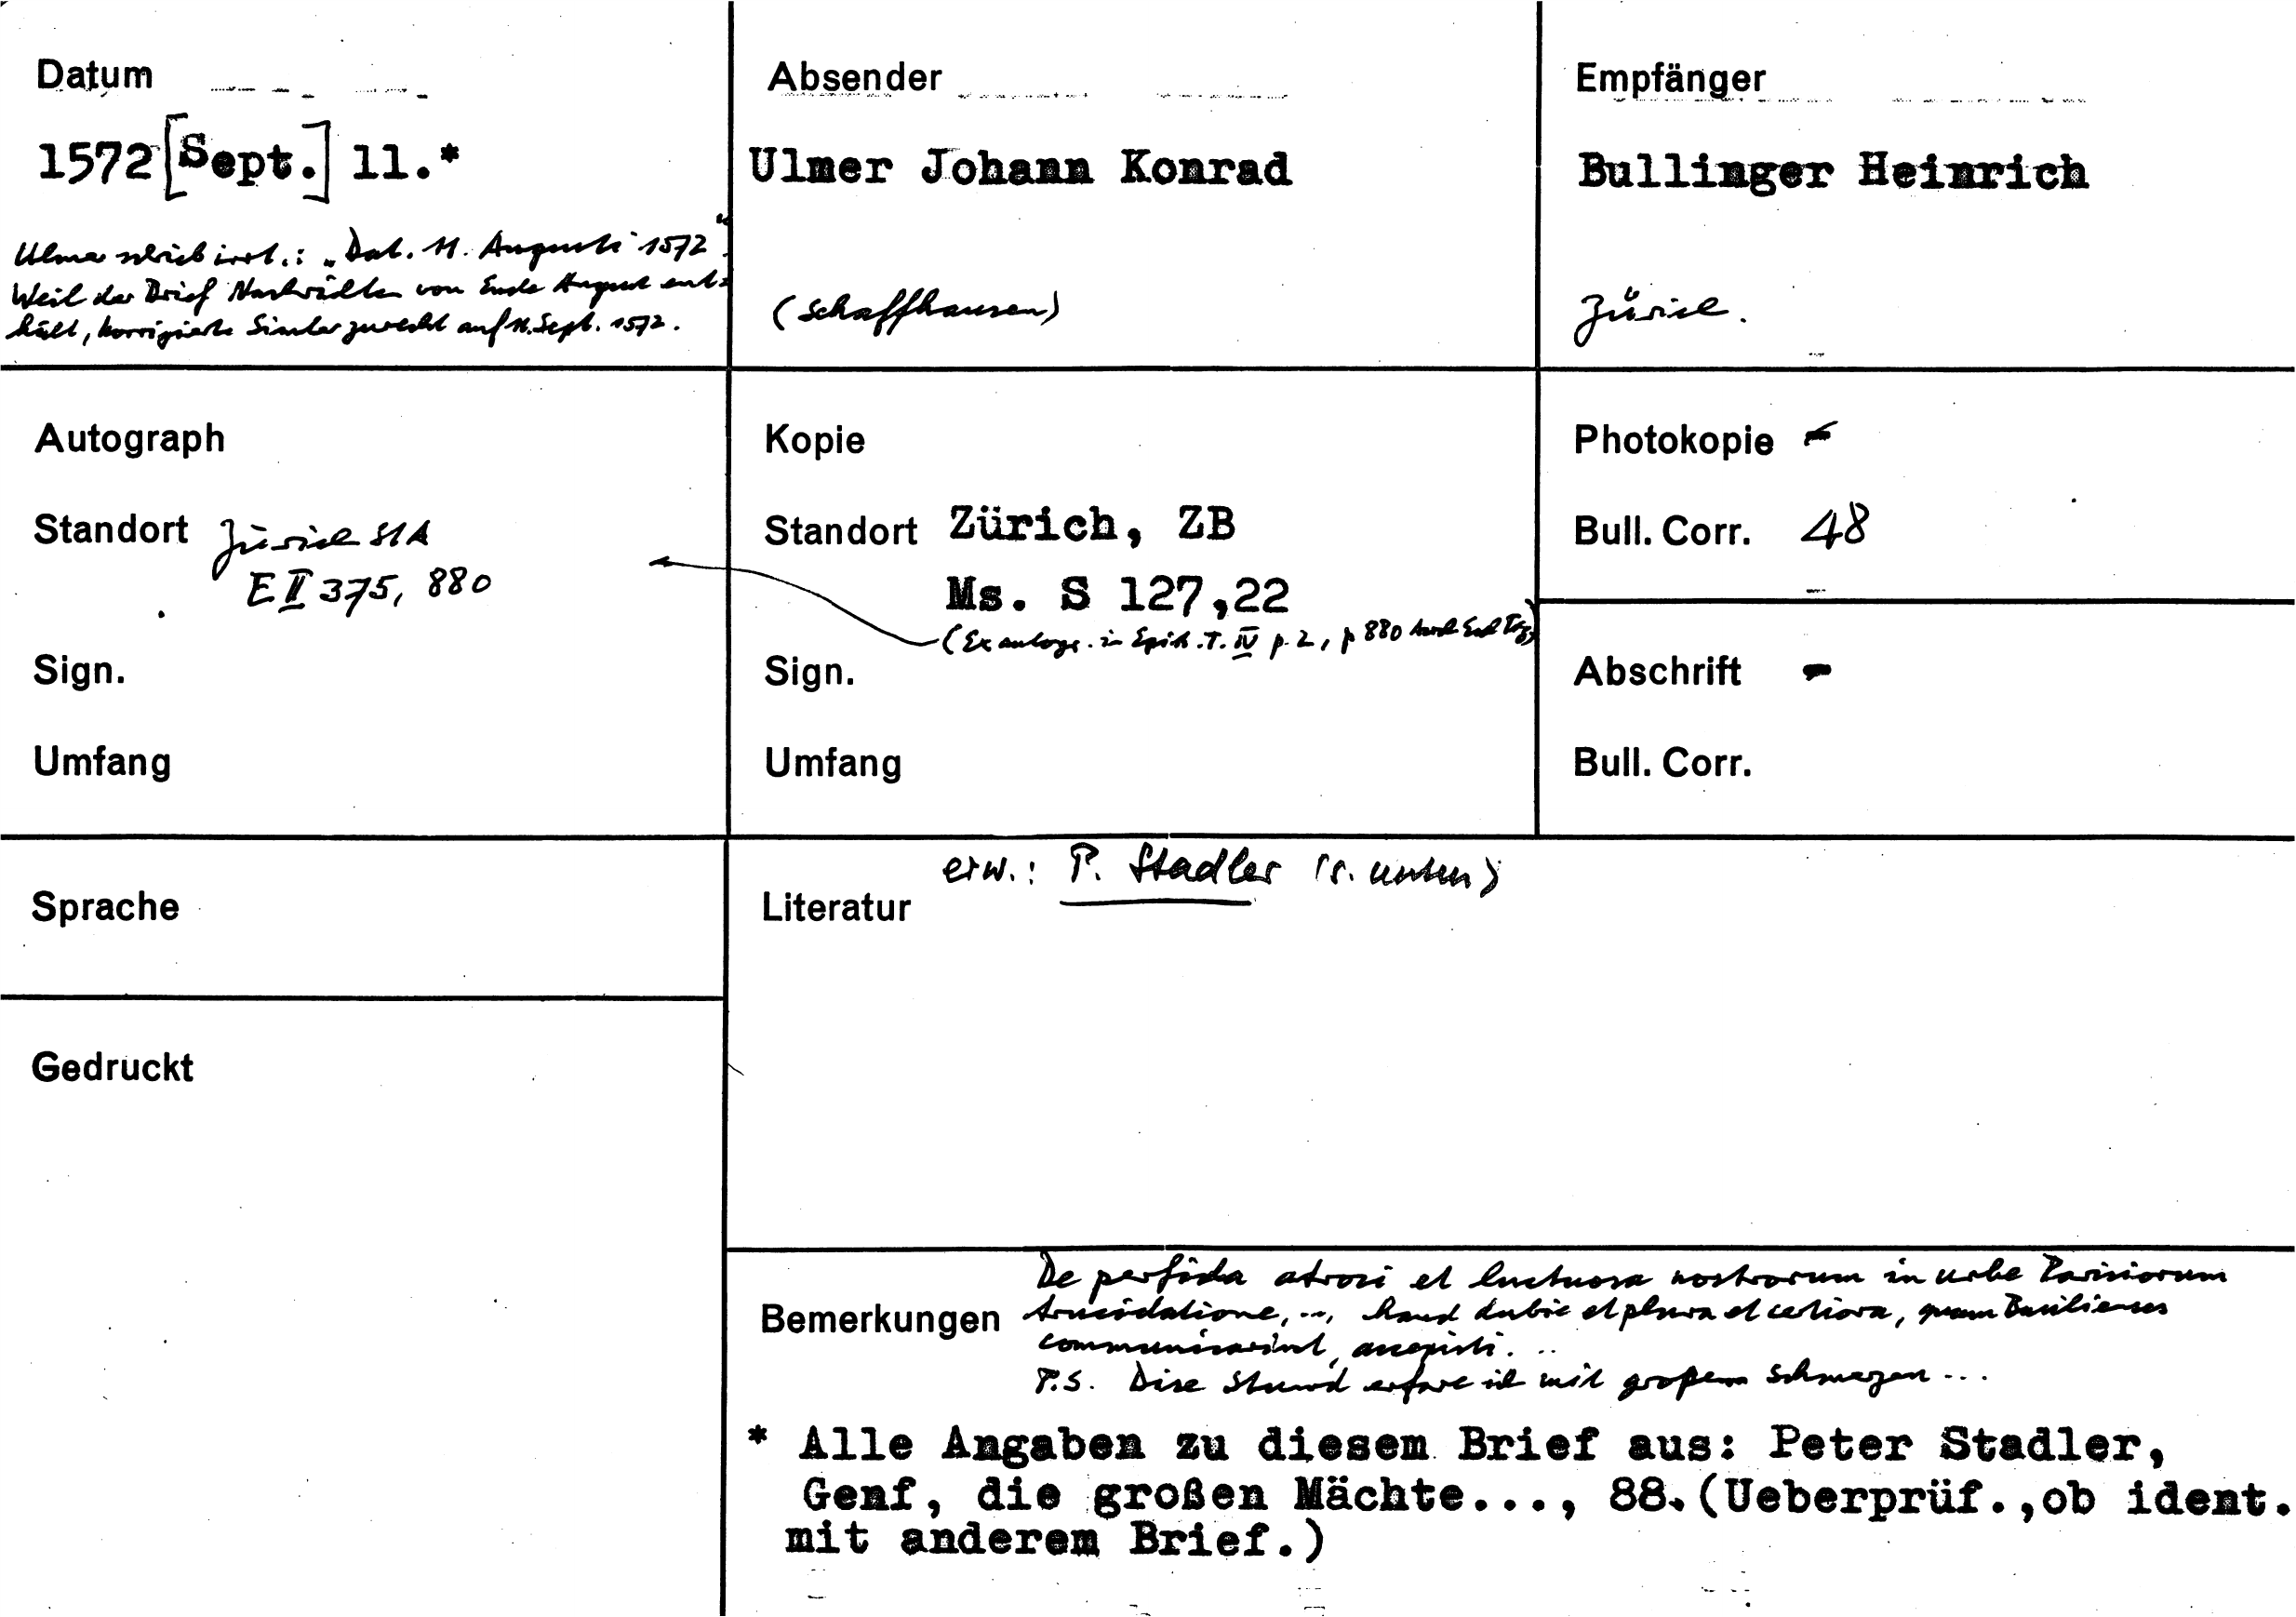 Datum
1572 [Sept.] 11.*
Ulmer schrieb irrt.: „Dat. 11. Augusti 1572".
Weil der Brief Nachrichten von Ende August ent-
hält, korrigierte Simler zurecht auf 11. Sept. 1572.
Absender
Ulmer Johann Konrad
(Schaffhausen)
Empfänger
Bullinger Heinrich
Zürich.
Autograph
Standort Zürich StA
E II 375, 880
Sign.
Umfang
Kopie
Standort Zürich, ZB
Ms. S 127,22
(Ex autogr. in Epist. T. IV p. 2, p 880
Sign.
Umfang
Photokopie -
Bull. Corr. 48
Abschrift -
Bull. Corr.
Sprache
Gedruckt
erw.: P. Stadler (s. unten)
Literatur
De perfida atroci et luctuosa nostrorum in urbe Parisiorum
Bemerkungen trucidatione, ..., haud dubie et plura et certiora, quam Basilienses
communicarint, accepisti. ..
P.S. Dise Stund erfare ich mit großem Schmerzen ...
* Alle Angaben zu diesem Brief aus: Peter Stadler,
Genf, die großen Mächte..., 88. (Ueberprüf.,ob ident.
mit anderem Brief.)